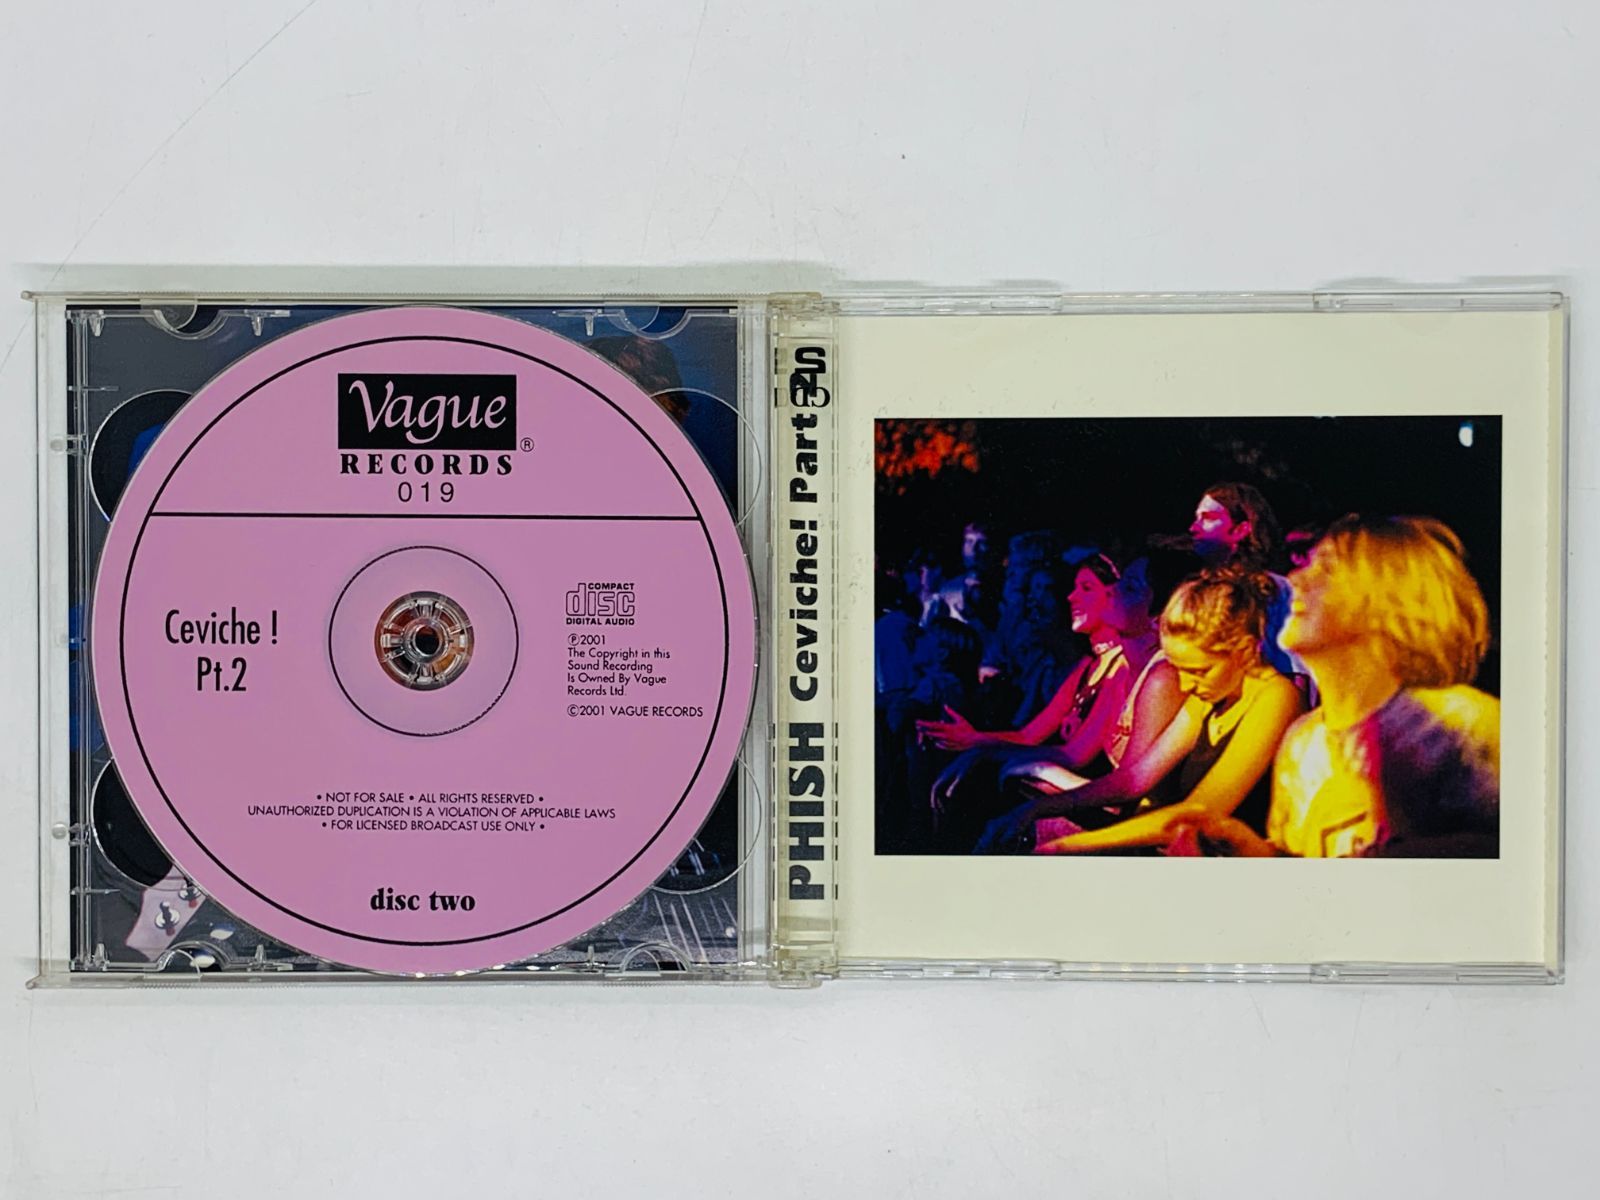 Vague
®
RECORDS
019
Ceviche !
Pt.2
COMPACT
disc
DIGITAL AUDIO
℗2001
The Copyright in this
Sound Recording
Is Owned By Vague
Records Ltd.
©2001 VAGUE RECORDS
• NOT FOR SALE • ALL RIGHTS RESERVED •
UNAUTHORIZED DUPLICATION IS A VIOLATION OF APPLICABLE LAWS
• FOR LICENSED BROADCAST USE ONLY •
disc two
PHISH Ceviche! Part 2